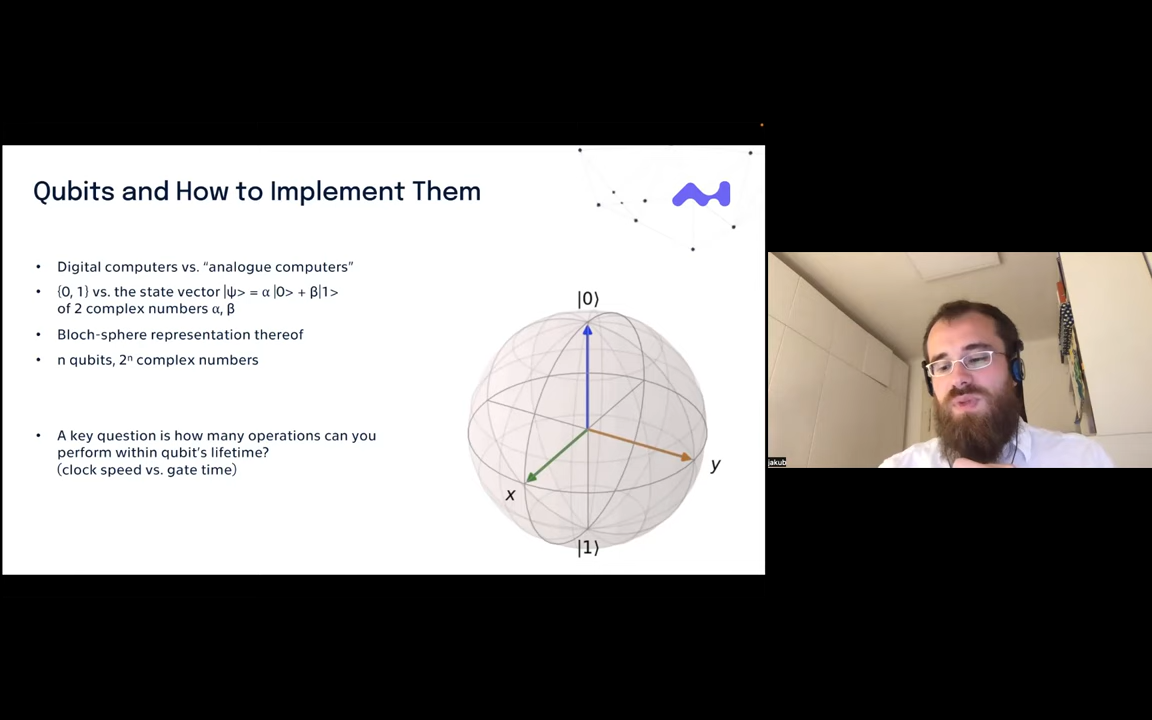 Qubits and How to Implement Them
• Digital computers vs. “analogue computers”
• {0, 1} vs. the state vector |ψ> = α |0> + β|1>
of 2 complex numbers α, β
• Bloch-sphere representation thereof
• n qubits, 2ⁿ complex numbers
• A key question is how many operations can you
perform within qubit's lifetime?
(clock speed vs. gate time)
|0⟩
y
x
|1⟩
jakub